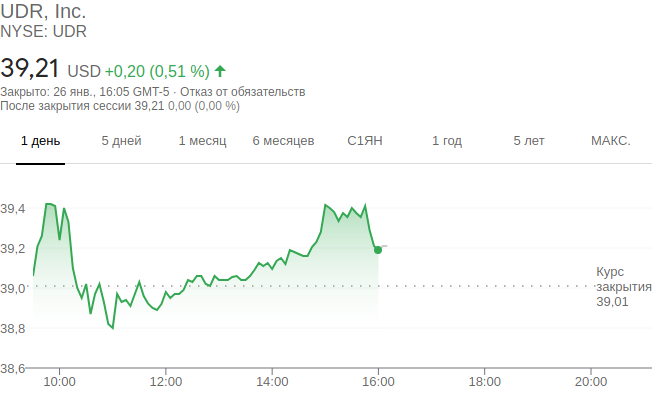 UDR, Inc.
NYSE: UDR
39,21 USD +0,20 (0,51 %)
Закрыто: 26 янв., 16:05 GMT-5 · Отказ от обязательств
После закрытия сессии 39,21 0,00 (0,00 %)
1 день 5 дней 1 месяц 6 месяцев С1ЯН 1 год 5 лет МАКС.
39,4
39,2
39,0
38,8
38,6
Курс
закрытия
39,01
10:00 12:00 14:00 16:00 18:00 20:00